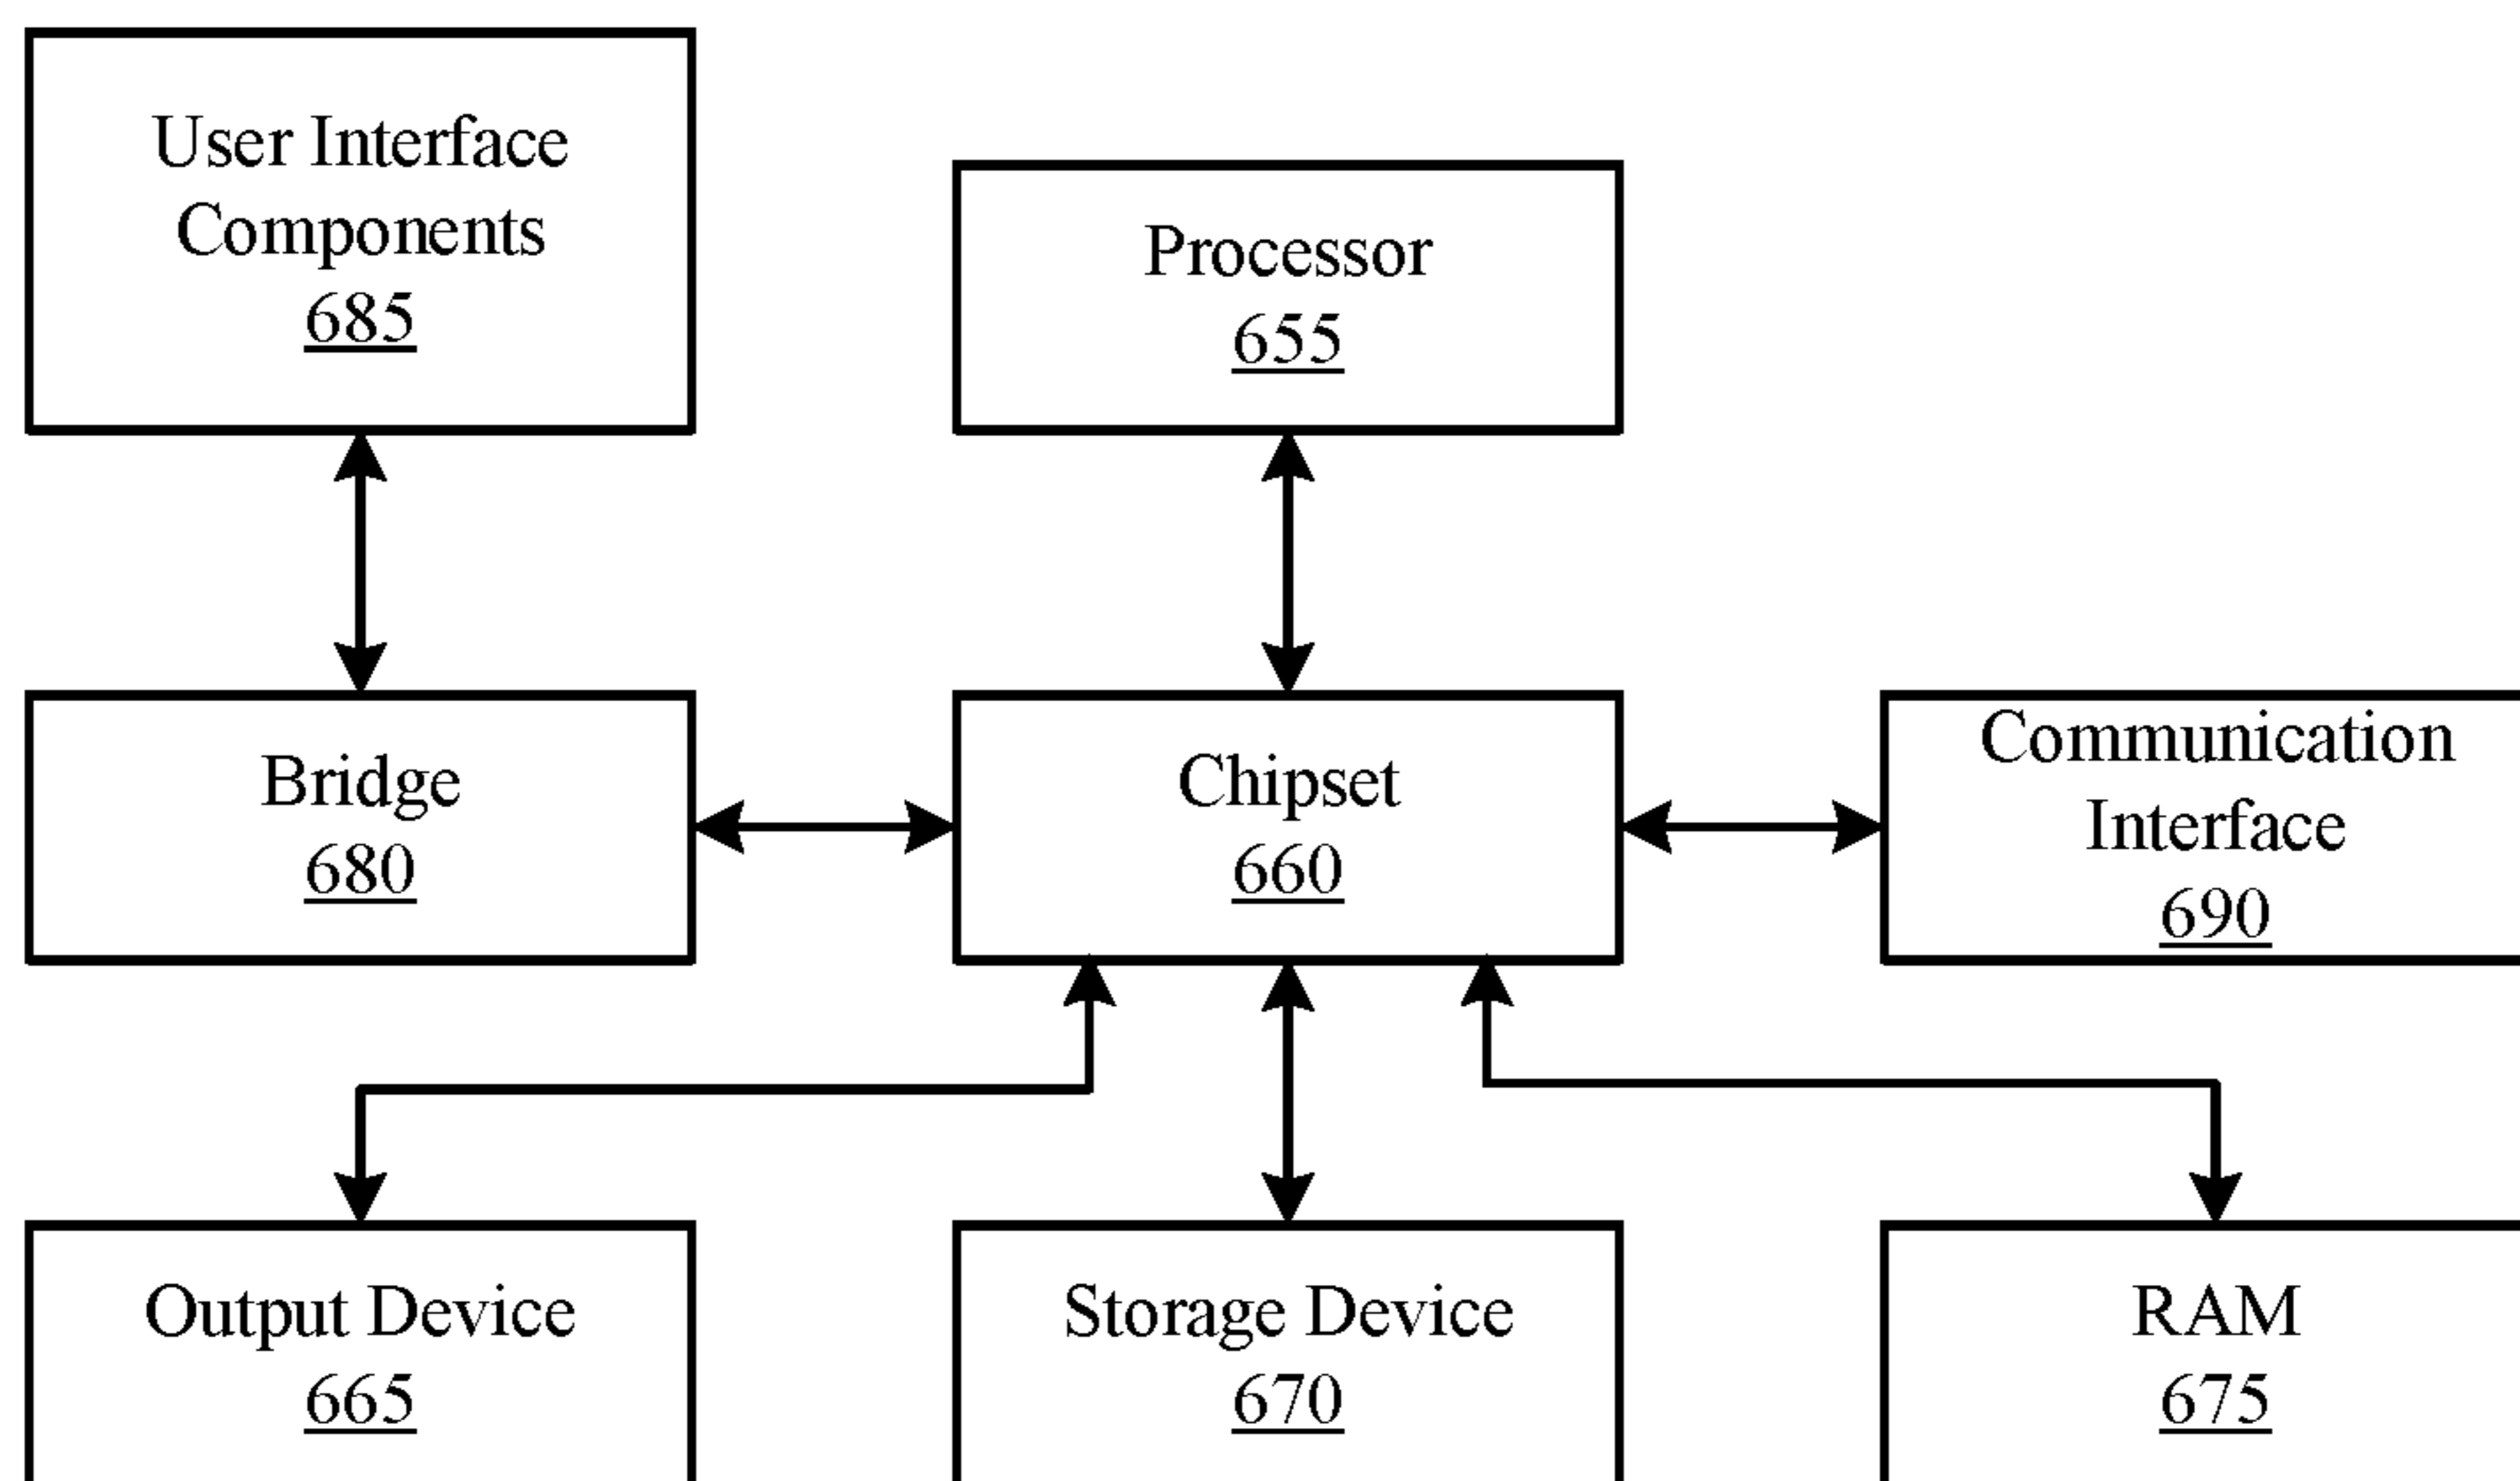 User Interface
Components
685
Processor
655
Bridge
680
Chipset
660
Communication
Interface
690
Output Device
665
Storage Device
670
RAM
675